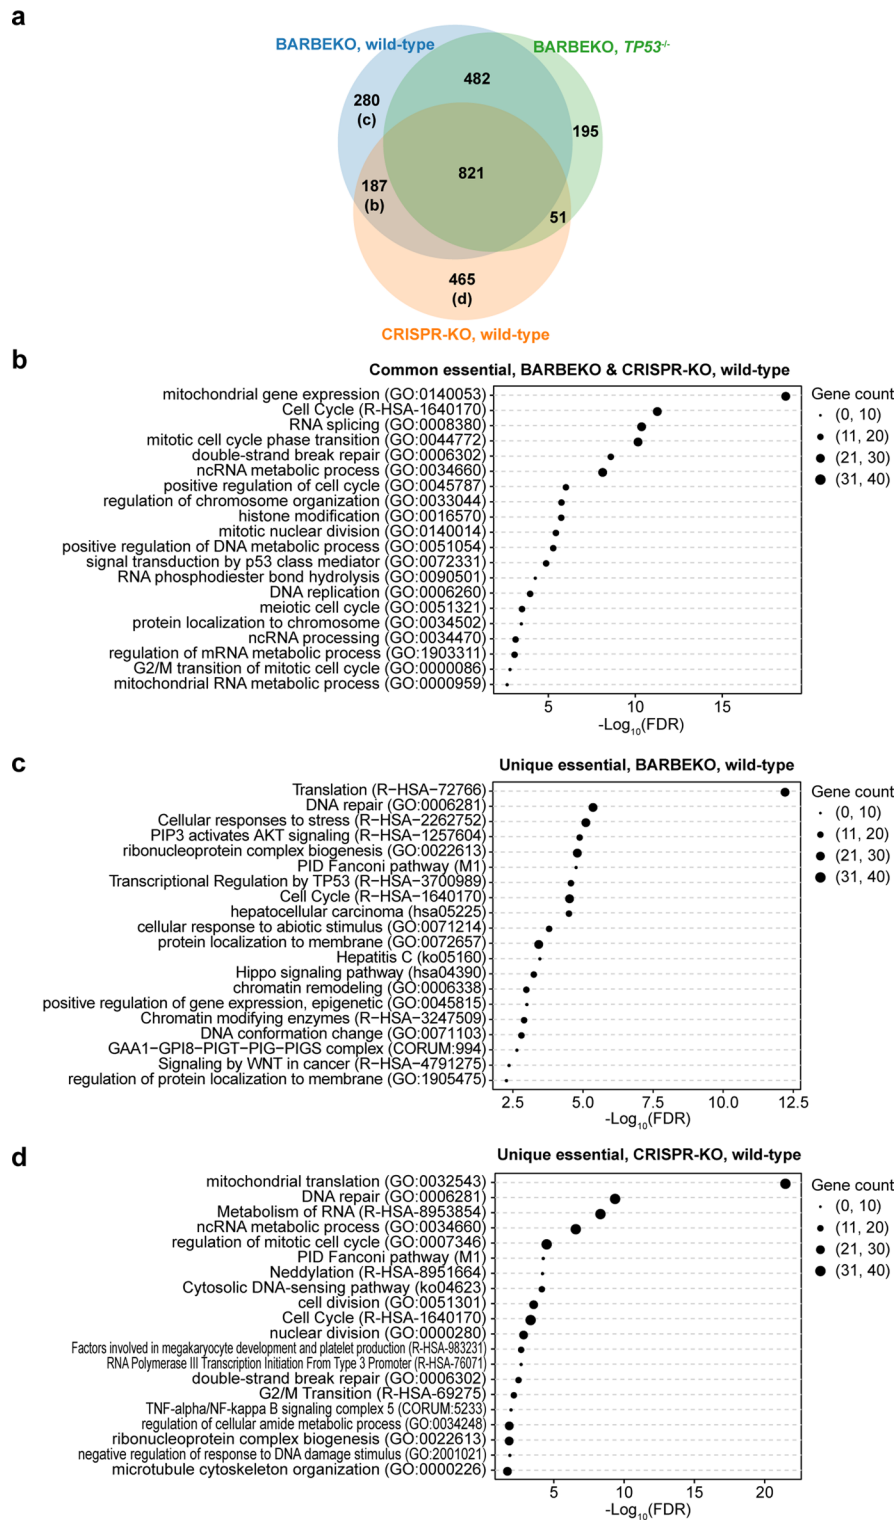 a
BARBEKO, wild-type
BARBEKO, TP53-/-
482
280
(c)
195
821
187
(b)
51
465
(d)
CRISPR-KO, wild-type
b
Common essential, BARBEKO & CRISPR-KO, wild-type
mitochondrial gene expression (GO:0140053)
Cell Cycle (R-HSA-1640170)
RNA splicing (GO:0008380)
mitotic cell cycle phase transition (GO:0044772)
double-strand break repair (GO:0006302)
ncRNA metabolic process (GO:0034660)
positive regulation of cell cycle (GO:0045787)
regulation of chromosome organization (GO:0033044)
histone modification (GO:0016570)
mitotic nuclear division (GO:0140014)
positive regulation of DNA metabolic process (GO:0051054)
signal transduction by p53 class mediator (GO:0072331)
RNA phosphodiester bond hydrolysis (GO:0090501)
DNA replication (GO:0006260)
meiotic cell cycle (GO:0051321)
protein localization to chromosome (GO:0034502)
ncRNA processing (GO:0034470)
regulation of mRNA metabolic process (GO:1903311)
G2/M transition of mitotic cell cycle (GO:0000086)
mitochondrial RNA metabolic process (GO:0000959)
5 10 15
-Log10(FDR)
Gene count
(0, 10)
(11, 20)
(21, 30)
(31, 40)
c
Unique essential, BARBEKO, wild-type
Translation (R−HSA−72766)
DNA repair (GO:0006281)
Cellular responses to stress (R−HSA−2262752)
PIP3 activates AKT signaling (R−HSA−1257604)
ribonucleoprotein complex biogenesis (GO:0022613)
PID Fanconi pathway (M1)
Transcriptional Regulation by TP53 (R−HSA−3700989)
Cell Cycle (R−HSA−1640170)
hepatocellular carcinoma (hsa05225)
cellular response to abiotic stimulus (GO:0071214)
protein localization to membrane (GO:0072657)
Hepatitis C (ko05160)
Hippo signaling pathway (hsa04390)
chromatin remodeling (GO:0006338)
positive regulation of gene expression, epigenetic (GO:0045815)
Chromatin modifying enzymes (R−HSA−3247509)
DNA conformation change (GO:0071103)
GAA1−GPI8−PIGT−PIG−PIGS complex (CORUM:994)
Signaling by WNT in cancer (R−HSA−4791275)
regulation of protein localization to membrane (GO:1905475)
2.5 5.0 7.5 10.0 12.5
-Log10(FDR)
Gene count
(0, 10)
(11, 20)
(21, 30)
(31, 40)
d
Unique essential, CRISPR-KO, wild-type
mitochondrial translation (GO:0032543)
DNA repair (GO:0006281)
Metabolism of RNA (R-HSA-8953854)
ncRNA metabolic process (GO:0034660)
regulation of mitotic cell cycle (GO:0007346)
PID Fanconi pathway (M1)
Neddylation (R-HSA-8951664)
Cytosolic DNA-sensing pathway (ko04623)
cell division (GO:0051301)
Cell Cycle (R-HSA-1640170)
nuclear division (GO:0000280)
Factors involved in megakaryocyte development and platelet production (R-HSA-983231)
RNA Polymerase III Transcription Initiation From Type 3 Promoter (R-HSA-76071)
double-strand break repair (GO:0006302)
G2/M Transition (R-HSA-69275)
TNF-alpha/NF-kappa B signaling complex 5 (CORUM:5233)
regulation of cellular amide metabolic process (GO:0034248)
ribonucleoprotein complex biogenesis (GO:0022613)
negative regulation of response to DNA damage stimulus (GO:2001021)
microtubule cytoskeleton organization (GO:0000226)
5 10 15 20
-Log10(FDR)
Gene count
(0, 10)
(11, 20)
(21, 30)
(31, 40)